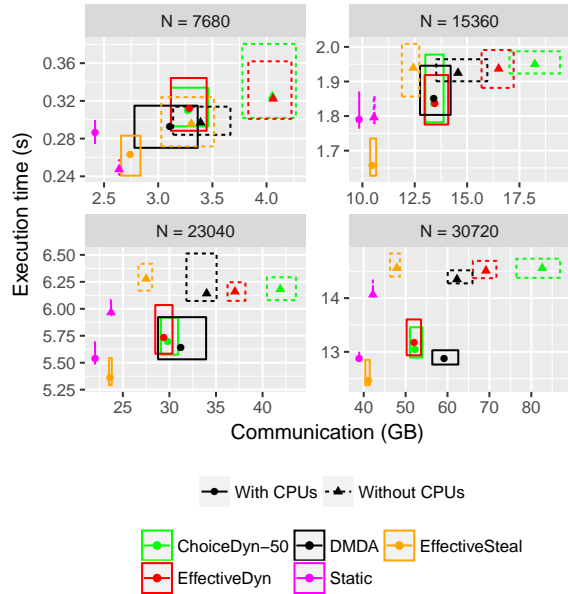 N = 7680
N = 15360
0.36
0.32
0.28
0.24
2.5 3.0 3.5 4.0
2.0
1.9
1.8
1.7
10.0 12.5 15.0 17.5
Execution time (s)
N = 23040
N = 30720
6.50
6.25
6.00
5.75
5.50
5.25
25 30 35 40
14
13
40 50 60 70 80
Communication (GB)
With CPUs Without CPUs
ChoiceDyn-50 DMDA EffectiveSteal
EffectiveDyn Static